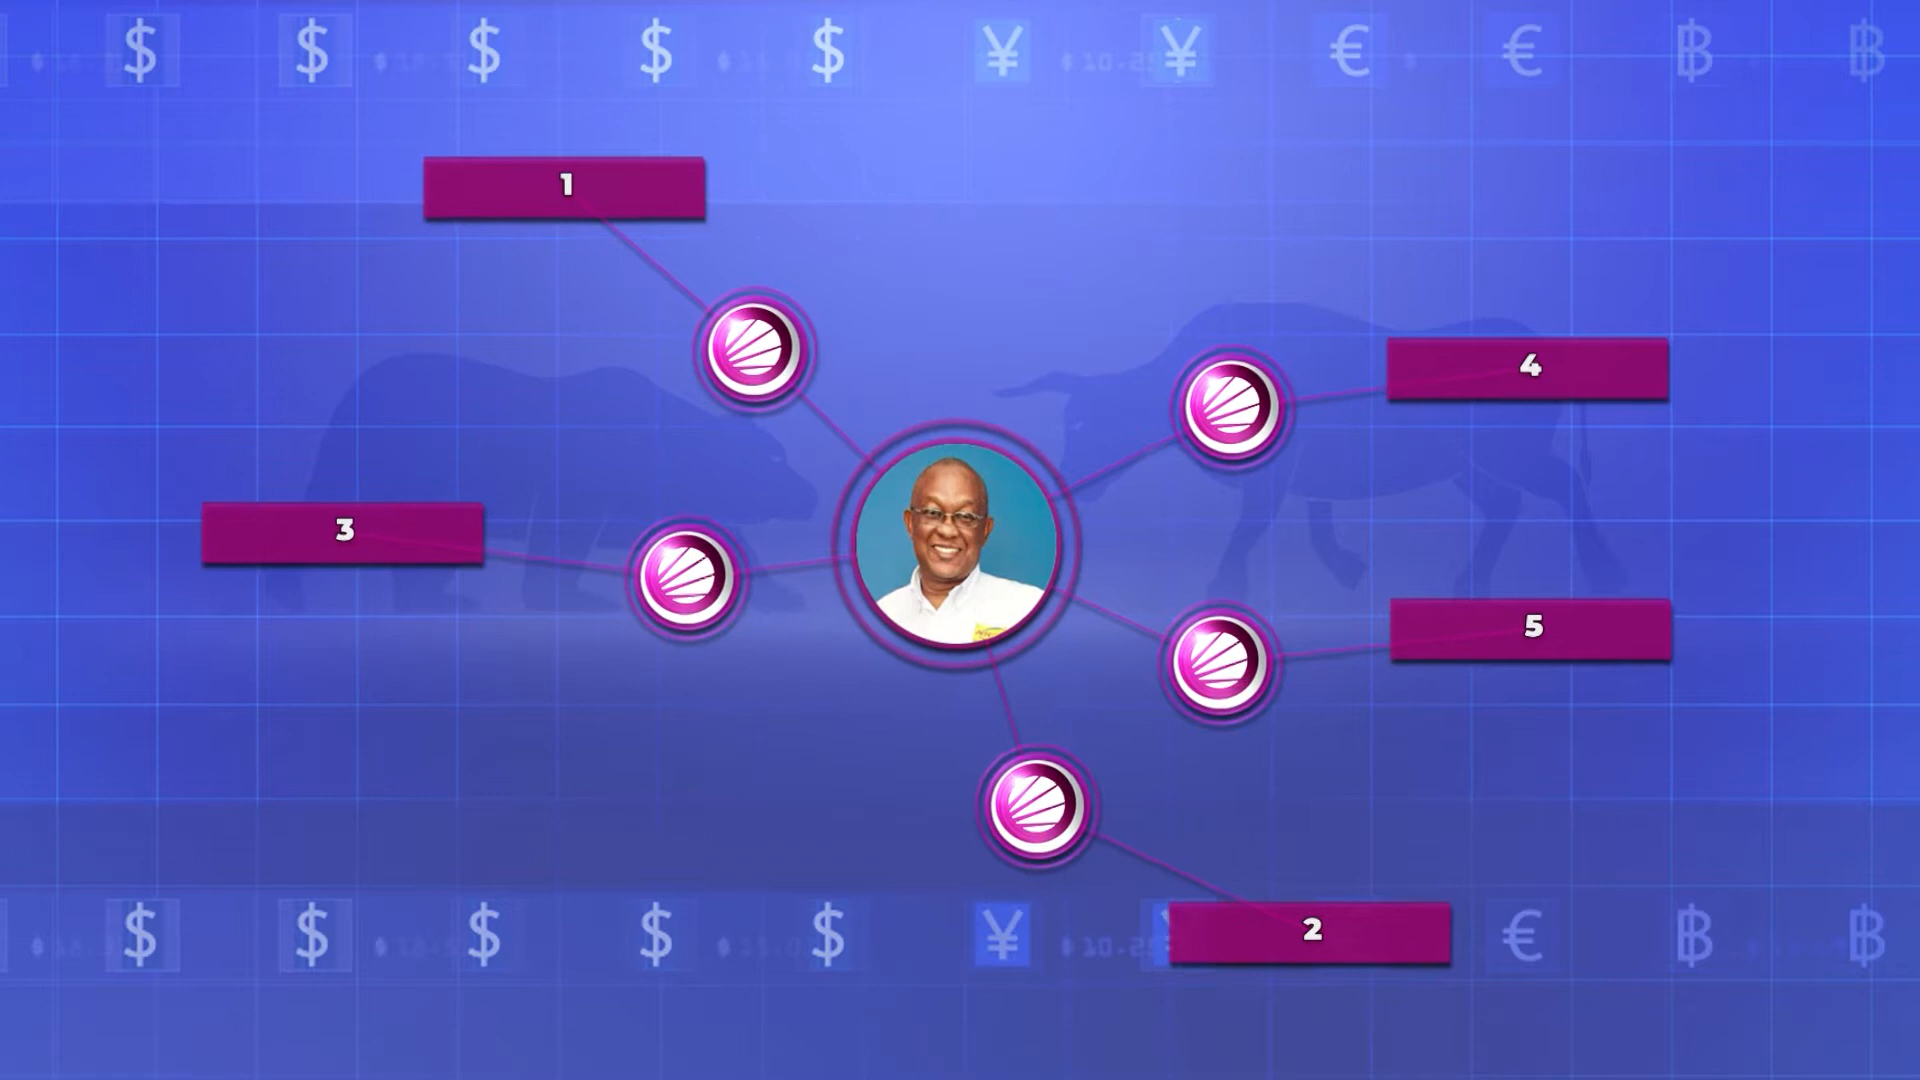 $ $ $ $ $ ¥ ¥ € € ฿ ฿
1
4
3
5
2
$ $ $ $ $ ¥ € ฿ ฿